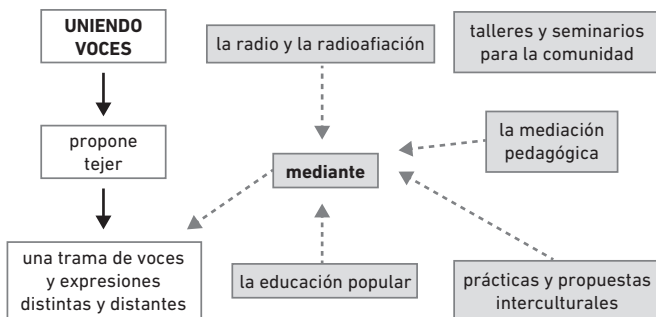 UNIENDO
VOCES
la radio y la radioafiación
talleres y seminarios
para la comunidad
propone
tejer
mediante
la mediación
pedagógica
una trama de voces
y expresiones
distintas y distantes
la educación popular
prácticas y propuestas
interculturales